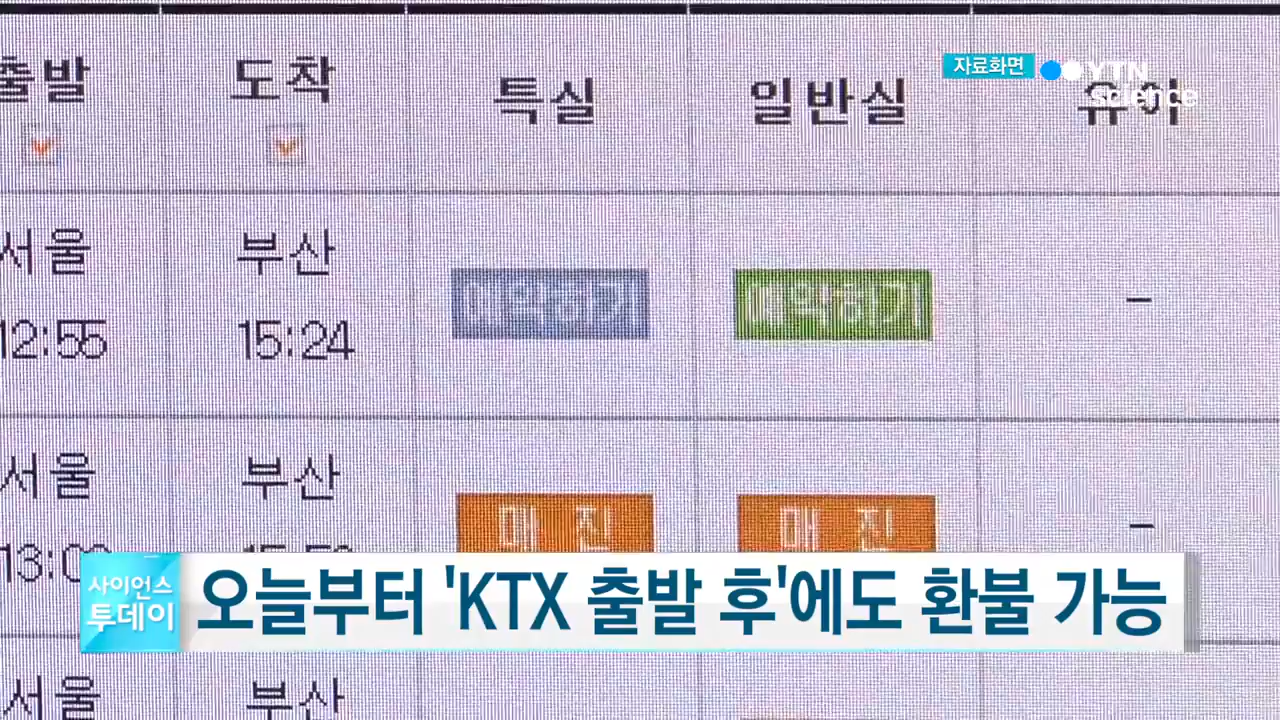 출발 도착 특실 일반실 유아
자료화면 YTN
science
서울 부산 예약하기 예약하기 -
12:55 15:24
서울 부산 매 진 매 진 -
사이언스
투데이
오늘부터 'KTX 출발 후'에도 환불 가능
서울 부산